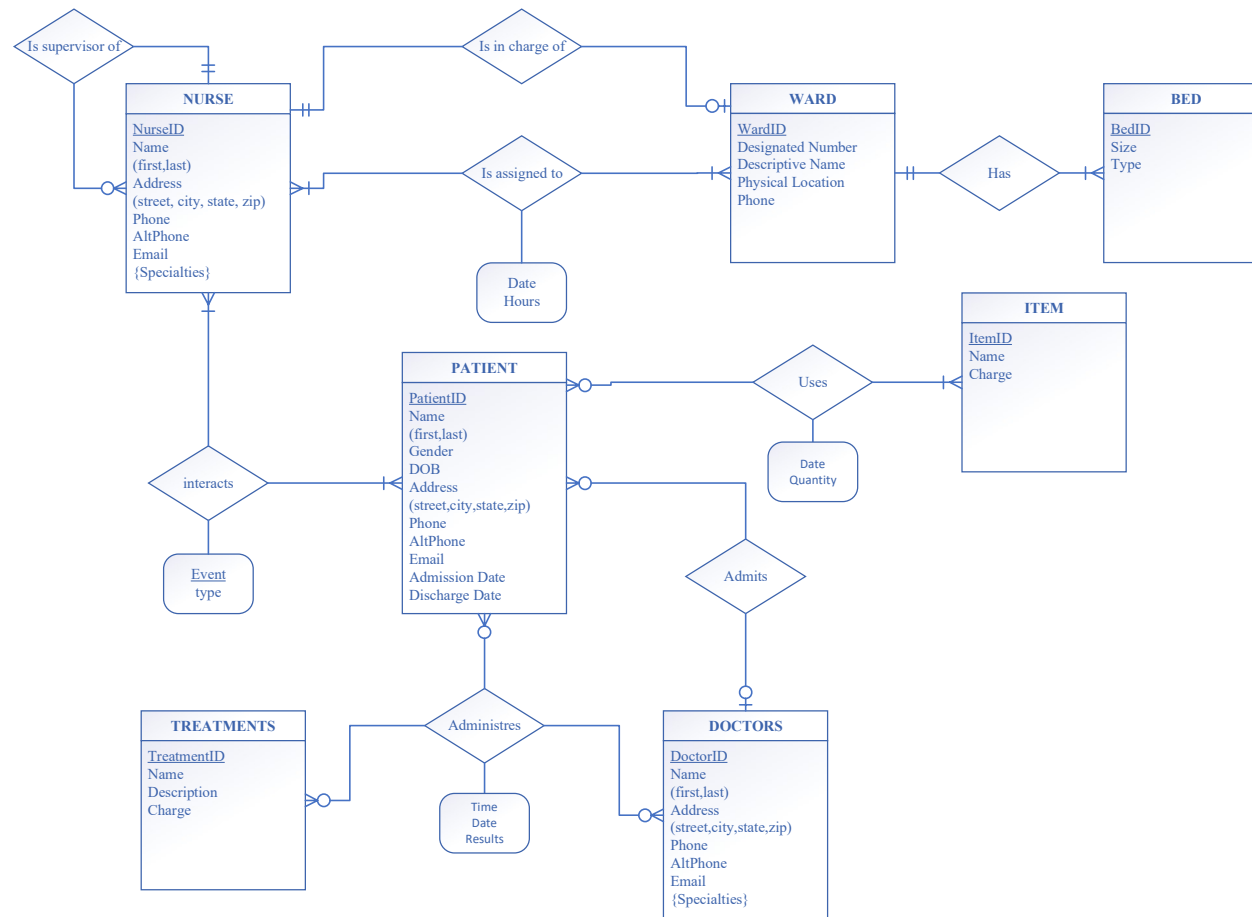 Is supervisor of
Is in charge of
NURSE
NurseID
Name
(first,last)
Address
(street, city, state, zip)
Phone
AltPhone
Email
{Specialties}
Is assigned to
Date
Hours
WARD
WardID
Designated Number
Descriptive Name
Physical Location
Phone
Has
BED
BedID
Size
Type
ITEM
ItemID
Name
Charge
Uses
Date
Quantity
PATIENT
PatientID
Name
(first,last)
Gender
DOB
Address
(street,city,state,zip)
Phone
AltPhone
Email
Admission Date
Discharge Date
interacts
Event
type
Admits
Administres
Time
Date
Results
TREATMENTS
TreatmentID
Name
Description
Charge
DOCTORS
DoctorID
Name
(first,last)
Address
(street,city,state,zip)
Phone
AltPhone
Email
{Specialties}